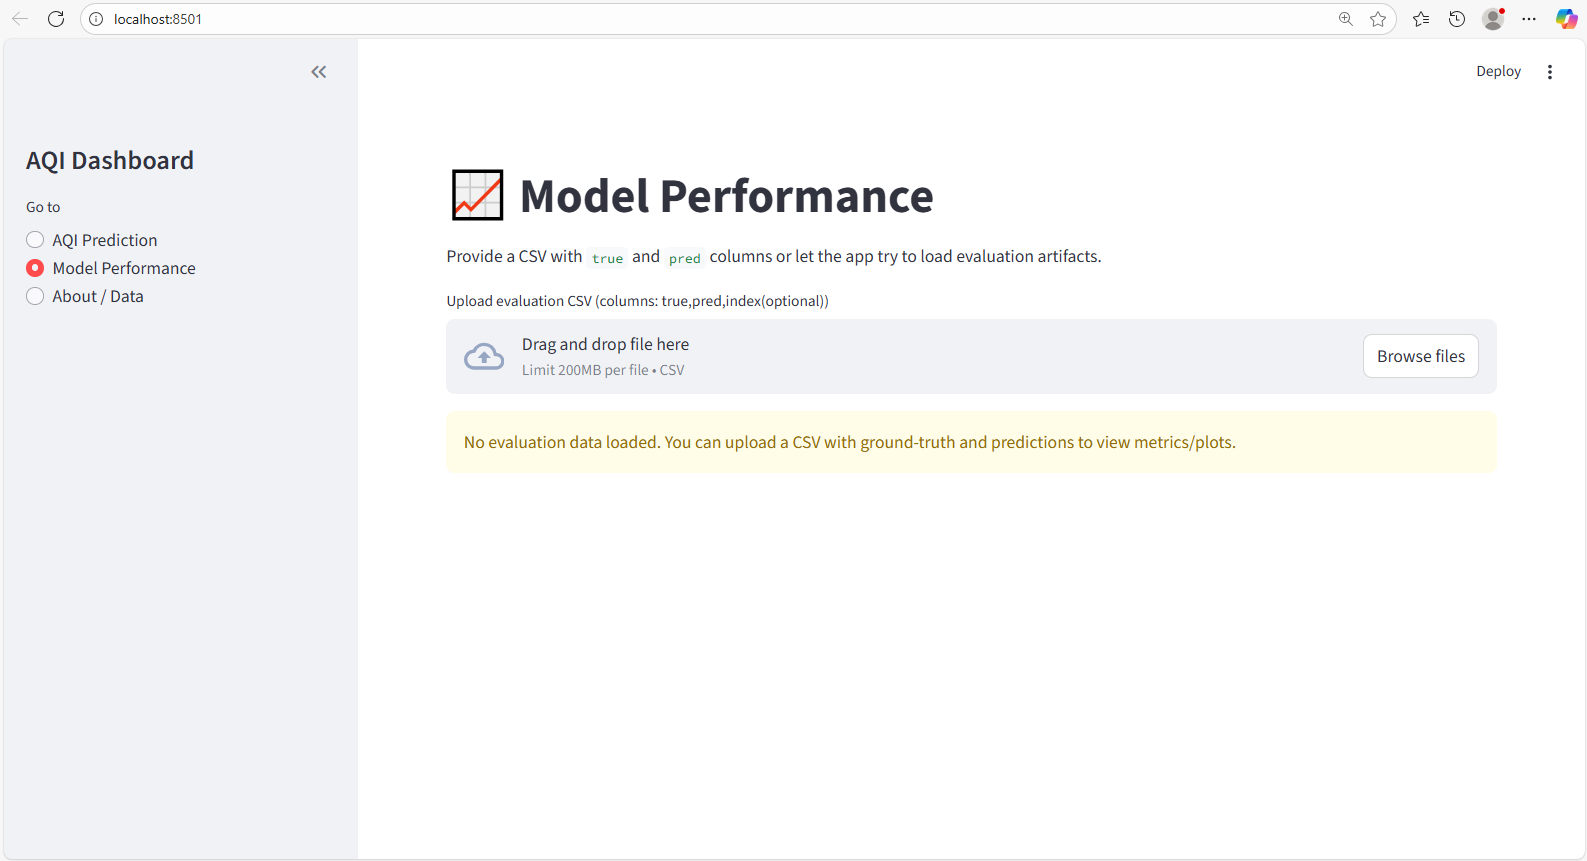 localhost:8501
Deploy
AQI Dashboard
Go to
AQI Prediction
Model Performance
About / Data
Model Performance
Provide a CSV with true and pred columns or let the app try to load evaluation artifacts.
Upload evaluation CSV (columns: true,pred,index(optional))
Drag and drop file here
Limit 200MB per file • CSV
Browse files
No evaluation data loaded. You can upload a CSV with ground-truth and predictions to view metrics/plots.